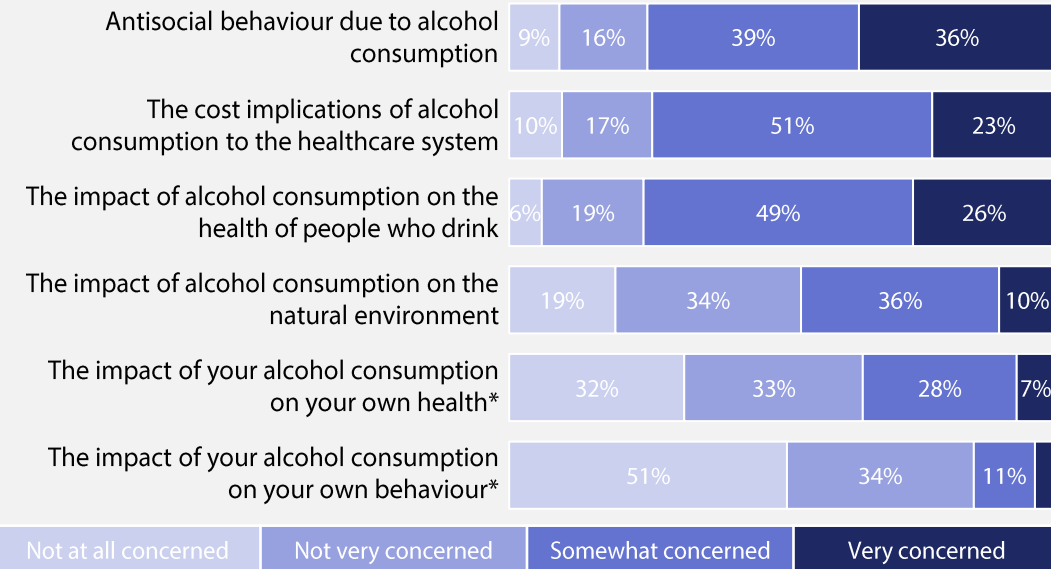 Antisocial behaviour due to alcohol
consumption
9% 16% 39% 36%
The cost implications of alcohol
consumption to the healthcare system
10% 17% 51% 23%
The impact of alcohol consumption on the
health of people who drink
6% 19% 49% 26%
The impact of alcohol consumption on the
natural environment
19% 34% 36% 10%
The impact of your alcohol consumption
on your own health*
32% 33% 28% 7%
The impact of your alcohol consumption
on your own behaviour*
51% 34% 11%
Not at all concerned Not very concerned Somewhat concerned Very concerned